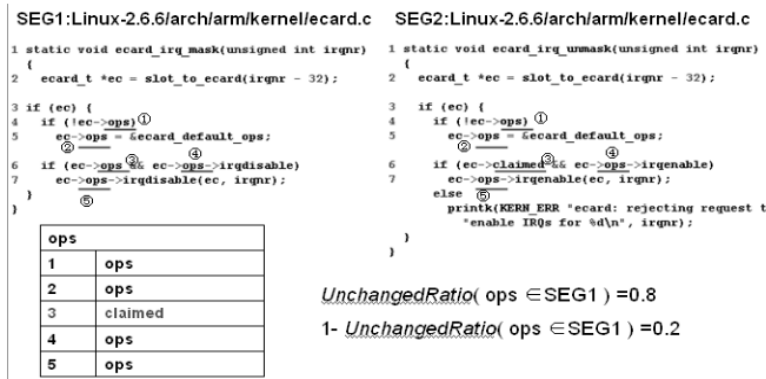 SEG1:Linux-2.6.6/arch/arm/kernel/ecard.c
1 static void ecard_irq_mask(unsigned int irqnr)
{
2 ecard_t *ec = slot_to_ecard(irqnr - 32);
3 if (ec) {
4 if (!ec->ops)①
5 ec->ops = &ecard_default_ops;
②
③ ④
6 if (ec->ops && ec->ops->irqdisable)
7 ec->ops->irqdisable(ec, irqnr);
} ⑤
}
ops
1 ops
2 ops
3 claimed
4 ops
5 ops
SEG2:Linux-2.6.6/arch/arm/kernel/ecard.c
1 static void ecard_irq_unmask(unsigned int irqnr)
{
2 ecard_t *ec = slot_to_ecard(irqnr - 32);
3 if (ec) {
4 if (!ec->ops) ①
5 ec->ops = &ecard_default_ops;
②
③ ④
6 if (ec->claimed && ec->ops->irqenable)
7 ec->ops->irqenable(ec, irqnr);
else ⑤
printk(KERN_ERR "ecard: rejecting request t
"enable IRQs for %d\n", irqnr);
}
}
UnchangedRatio( ops ∈SEG1 ) =0.8
1- UnchangedRatio( ops ∈SEG1 ) =0.2